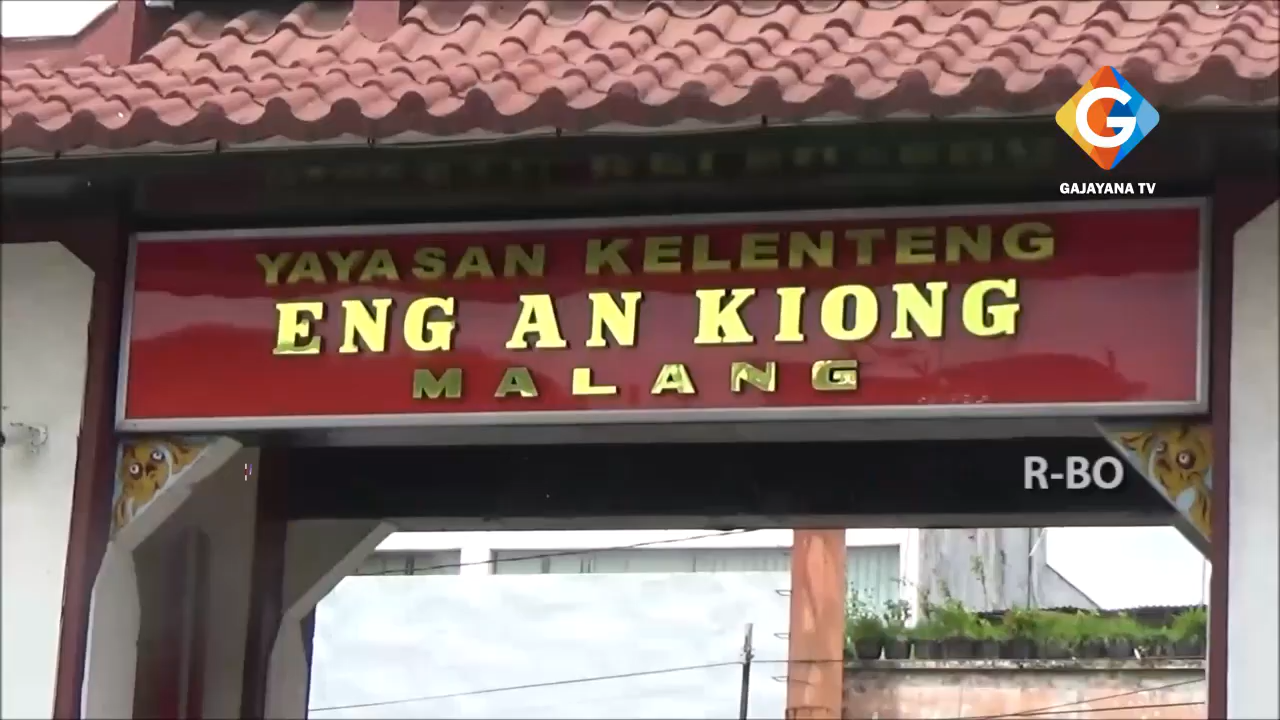 G
GAJAYANA TV
YAYASAN KELENTENG
ENG AN KIONG
MALANG
R-BO